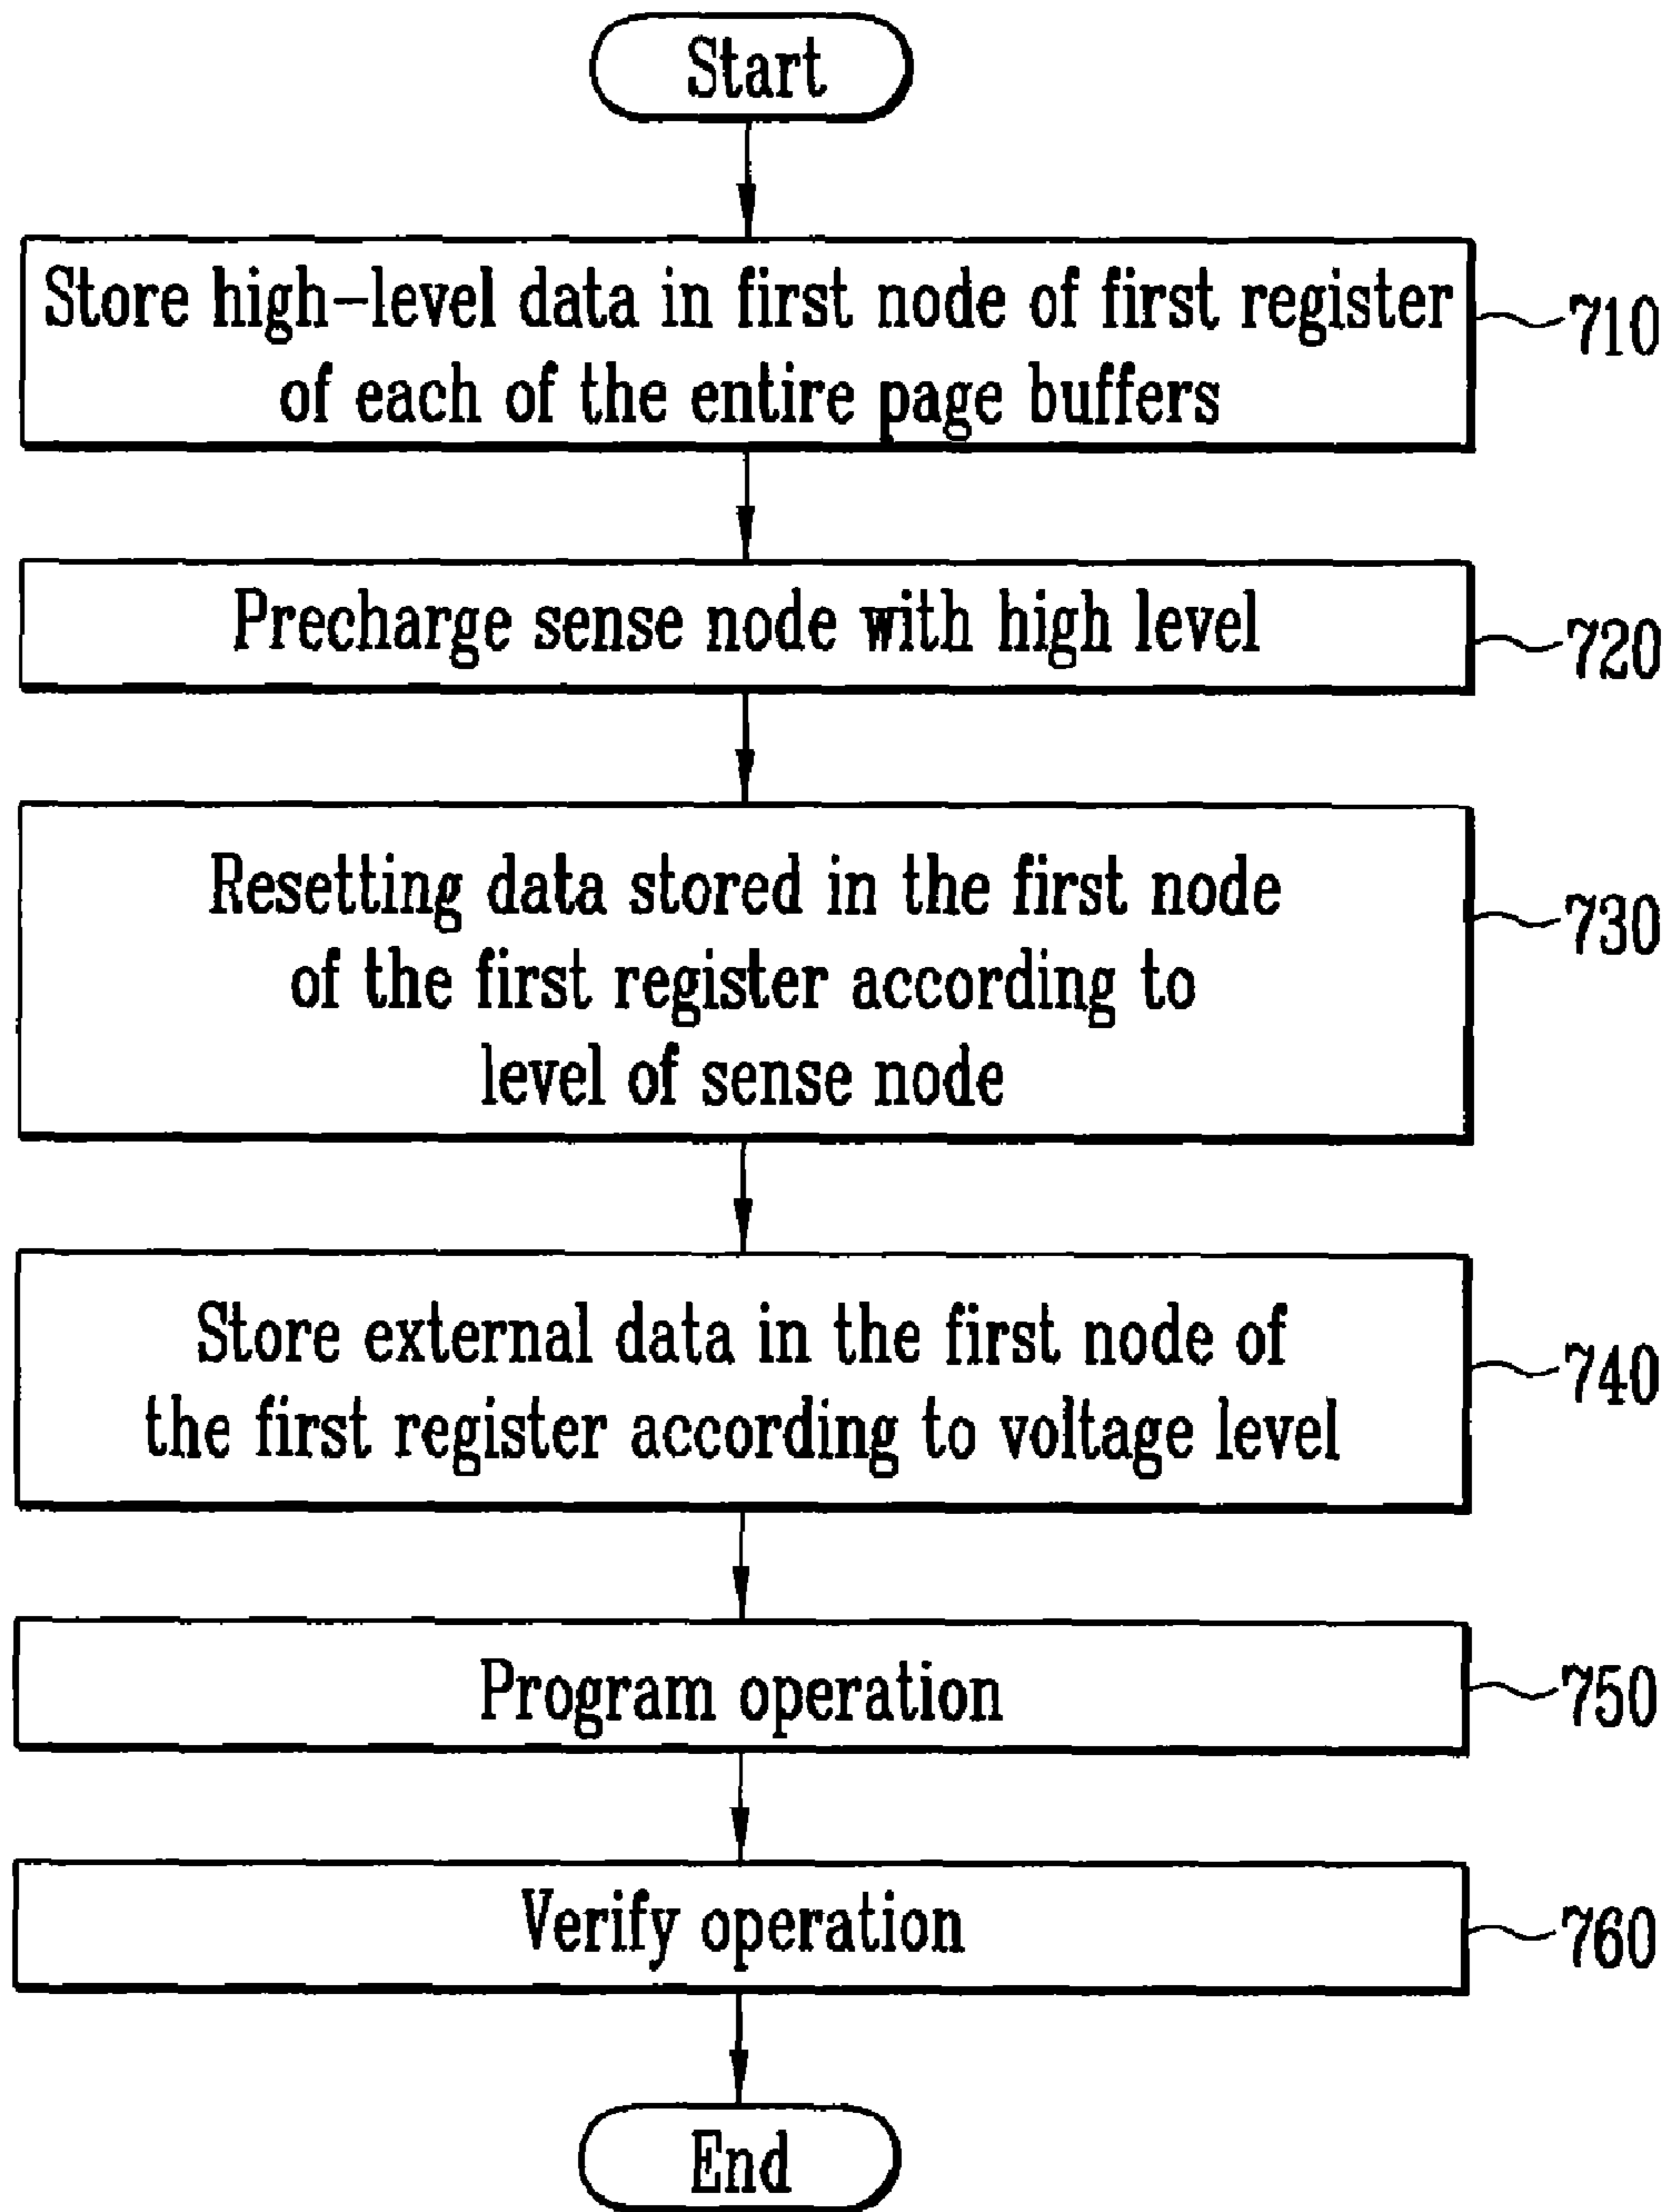 Start
Store high-level data in first node of first register
of each of the entire page buffers
710
Precharge sense node with high level
720
Resetting data stored in the first node
of the first register according to
level of sense node
730
Store external data in the first node of
the first register according to voltage level
740
Program operation
750
Verify operation
760
End